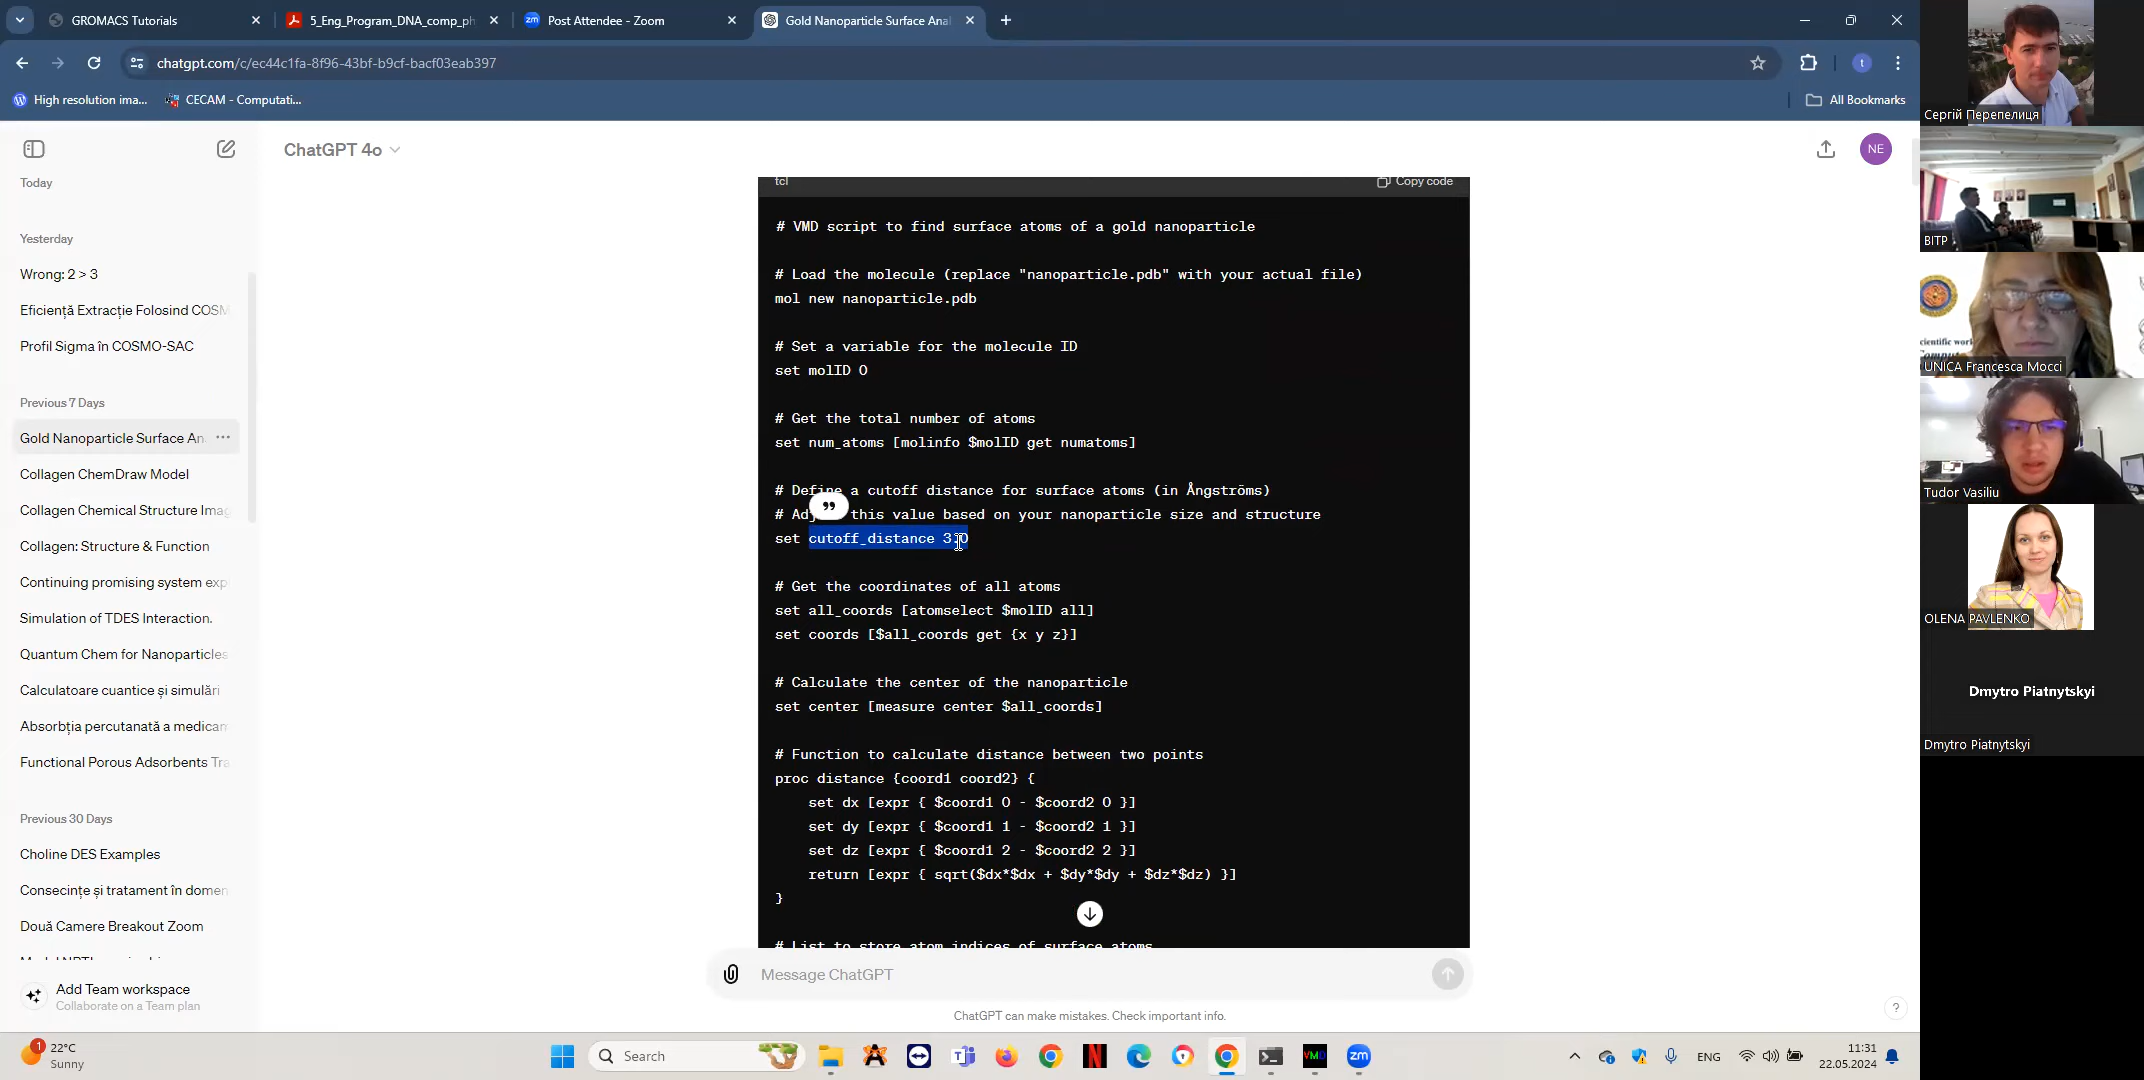 GROMACS Tutorials
5_Eng_Program_DNA_comp_ph
Post Attendee - Zoom
Gold Nanoparticle Surface Anal
chatgpt.com/c/ec44c1fa-8f96-43bf-b9cf-bacf03eab397
High resolution ima...
CECAM - Computati...
All Bookmarks
ChatGPT 4o
NE
Today
Yesterday
Wrong: 2 > 3
Eficiență Extracție Folosind COSM
Profil Sigma în COSMO-SAC
Previous 7 Days
Gold Nanoparticle Surface An
Collagen ChemDraw Model
Collagen Chemical Structure Imag
Collagen: Structure & Function
Continuing promising system exp
Simulation of TDES Interaction.
Quantum Chem for Nanoparticles
Calculatoare cuantice și simulări
Absorbția percutanată a medicam
Functional Porous Adsorbents Tra
Previous 30 Days
Choline DES Examples
Consecințe și tratament în domen
Două Camere Breakout Zoom
Add Team workspace
Collaborate on a Team plan
tcl
Copy code
# VMD script to find surface atoms of a gold nanoparticle
# Load the molecule (replace "nanoparticle.pdb" with your actual file)
mol new nanoparticle.pdb
# Set a variable for the molecule ID
set molID 0
# Get the total number of atoms
set num_atoms [molinfo $molID get numatoms]
# Define a cutoff distance for surface atoms (in Ångströms)
# Adj this value based on your nanoparticle size and structure
set cutoff_distance 3.0
# Get the coordinates of all atoms
set all_coords [atomselect $molID all]
set coords [$all_coords get {x y z}]
# Calculate the center of the nanoparticle
set center [measure center $all_coords]
# Function to calculate distance between two points
proc distance {coord1 coord2} {
set dx [expr { $coord1 0 - $coord2 0 }]
set dy [expr { $coord1 1 - $coord2 1 }]
set dz [expr { $coord1 2 - $coord2 2 }]
return [expr { sqrt($dx*$dx + $dy*$dy + $dz*$dz) }]
}
# List to store atom indices of surface atoms
Message ChatGPT
ChatGPT can make mistakes. Check important info.
?
Сергій Перепелиця
BITP
UNICA Francesca Mocci
Tudor Vasiliu
OLENA PAVLENKO
Dmytro Piatnytskyi
Dmytro Piatnytskyi
1
22°C
Sunny
Search
VMD
zm
ENG
11:31
22.05.2024